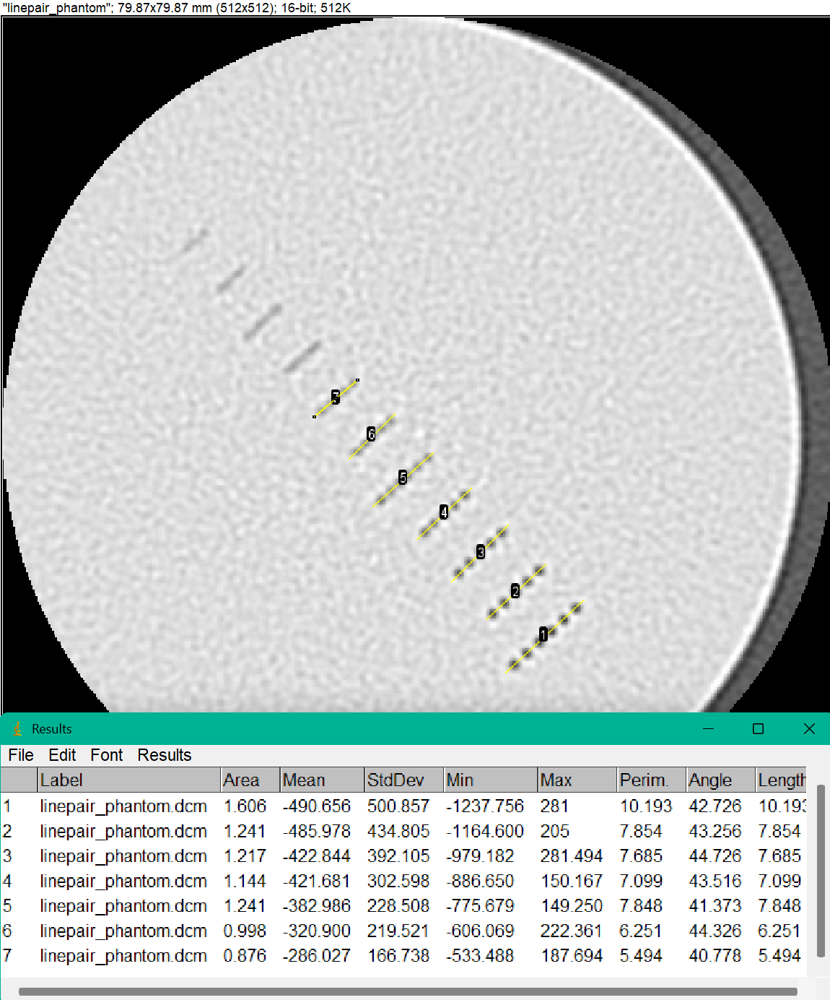 "linepair_phantom"; 79.87x79.87 mm (512x512); 16-bit; 512K
7
6
5
4
3
2
1
Results
File Edit Font Results
Label Area Mean StdDev Min Max Perim. Angle Length
1 linepair_phantom.dcm 1.606 -490.656 500.857 -1237.756 281 10.193 42.726 10.193
2 linepair_phantom.dcm 1.241 -485.978 434.805 -1164.600 205 7.854 43.256 7.854
3 linepair_phantom.dcm 1.217 -422.844 392.105 -979.182 281.494 7.685 44.726 7.685
4 linepair_phantom.dcm 1.144 -421.681 302.598 -886.650 150.167 7.099 43.516 7.099
5 linepair_phantom.dcm 1.241 -382.986 228.508 -775.679 149.250 7.848 41.373 7.848
6 linepair_phantom.dcm 0.998 -320.900 219.521 -606.069 222.361 6.251 44.326 6.251
7 linepair_phantom.dcm 0.876 -286.027 166.738 -533.488 187.694 5.494 40.778 5.494